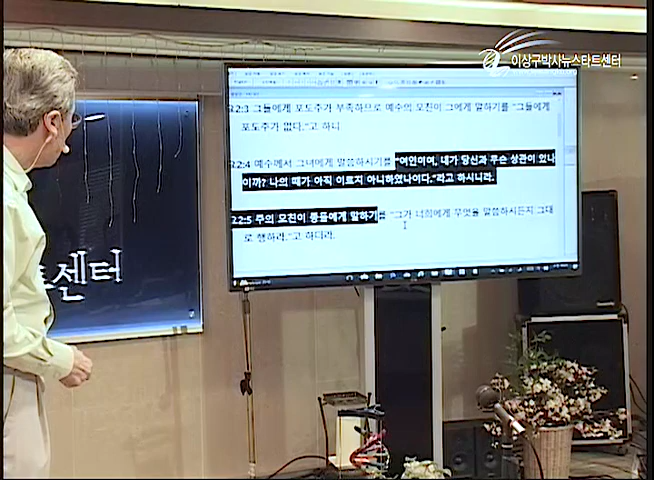 이상구박사뉴스타트센터
요2:3 그들에게 포도주가 부족하므로 예수의 모친이 그에게 말하기를 "그들에게
포도주가 없다."고 하니
요2:4 예수께서 그녀에게 말씀하시기를 "여인이여, 내가 당신과 무슨 상관이 있나
이까? 나의 때가 아직 이르지 아니하였나이다."라고 하시니라.
요2:5 주의 모친이 종들에게 말하기를 "그가 너희에게 무엇을 말씀하시든지 그대
로 행하라."고 하더라.
센터